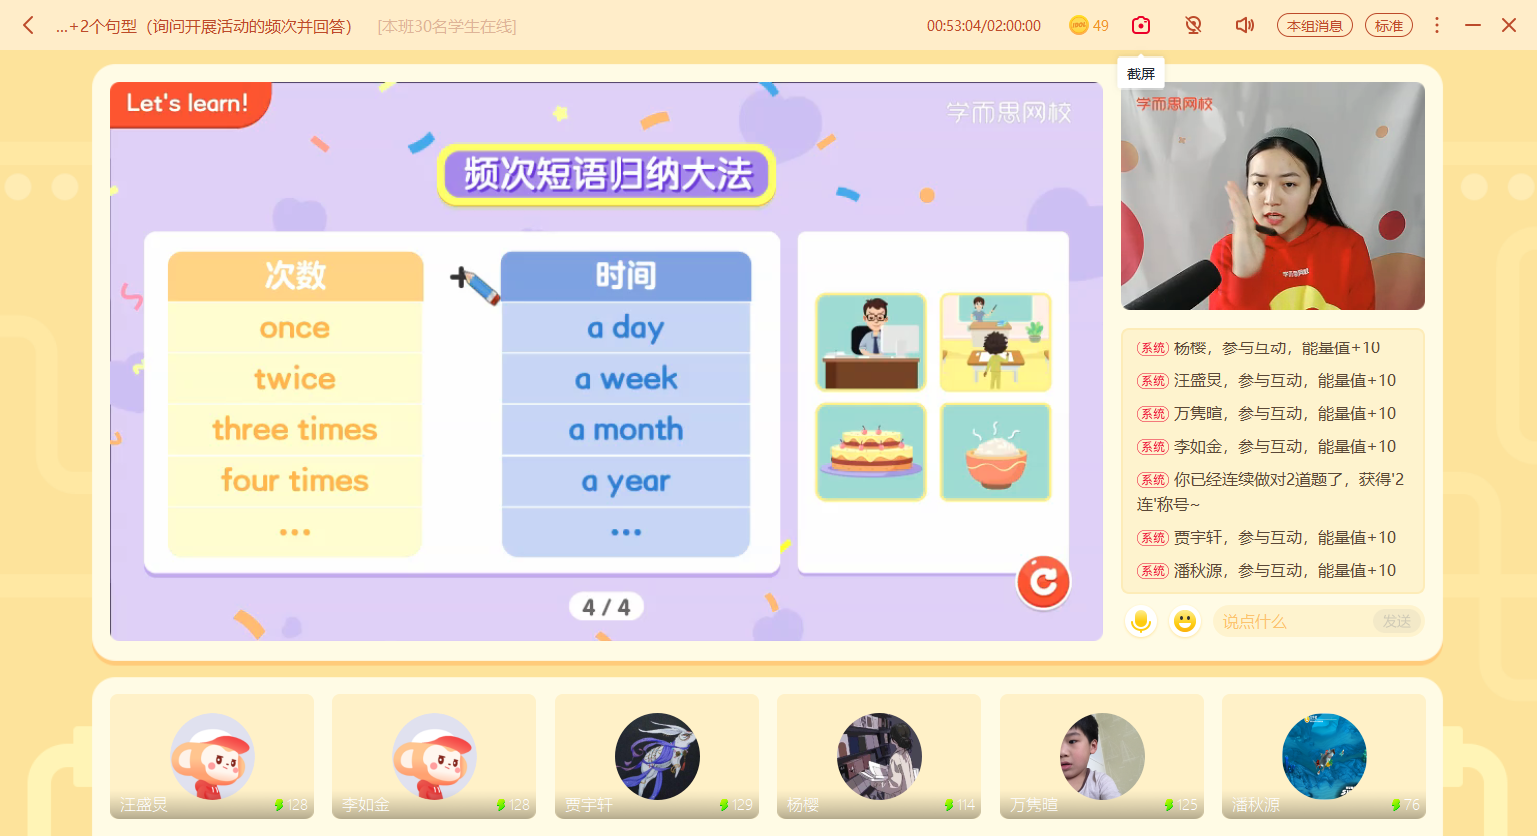 ...+2个句型（询问开展活动的频次并回答）
[本班30名学生在线]
00:53:04/02:00:00
49
本组消息
标准
截屏
Let's learn!
学而思网校
频次短语归纳大法
次数
once
twice
three times
four times
...
+
时间
a day
a week
a month
a year
...
4 / 4
学而思网校
学而思网校
系统 杨樱，参与互动，能量值+10
系统 汪盛炅，参与互动，能量值+10
系统 万隽暄，参与互动，能量值+10
系统 李如金，参与互动，能量值+10
系统 你已经连续做对2道题了，获得'2
连'称号~
系统 贾宇轩，参与互动，能量值+10
系统 潘秋源，参与互动，能量值+10
说点什么
发送
汪盛炅
128
李如金
128
贾宇轩
129
杨樱
114
万隽暄
125
潘秋源
76